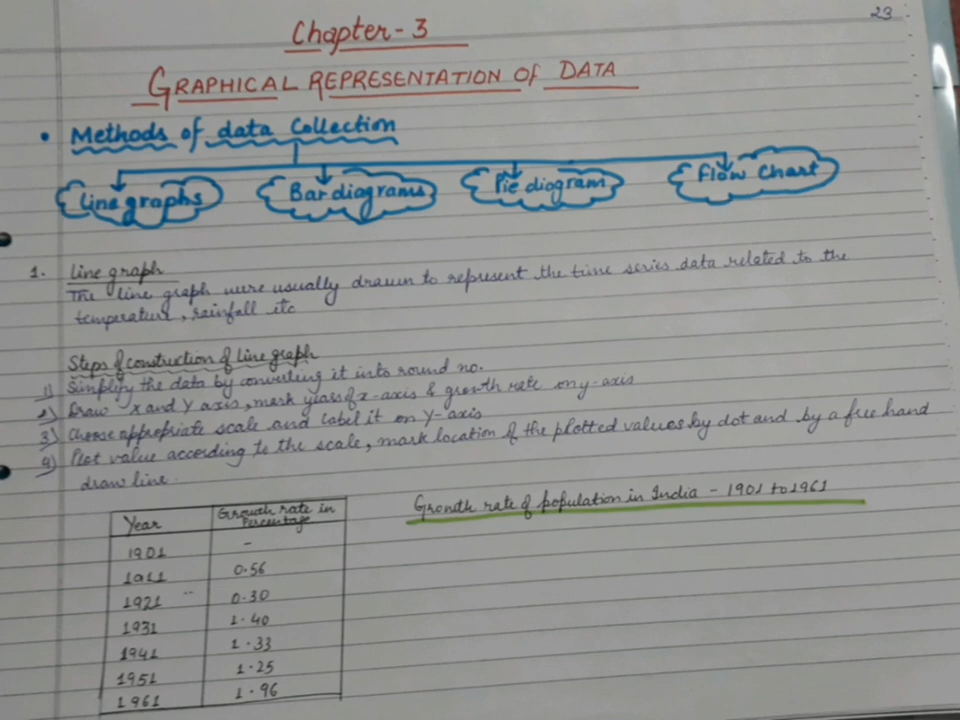 23
Chapter-3
GRAPHICAL REPRESENTATION Of DATA
• Methods of data Collection
Line graphs Bar diagrams Pie diagram Flow Chart
1. Line graph
The line graph were usually drawn to represent the time series data related to the
temperature, rainfall etc
Steps of construction of line graph
1) Simplify the data by converting it into round no.
2) Draw X and Y axis, mark years of x-axis & growth rate on y-axis
3) Choose appropriate scale and label it on Y-axis
4) Plot value according to the scale, mark location of the plotted values by dot and by a free hand
draw line.
Growth rate of population in India - 1901 to 1961
Year Growth rate in Percentage
1901 -
1911 0.56
1921 0.30
1931 1.40
1941 1.33
1951 1.25
1961 1.96